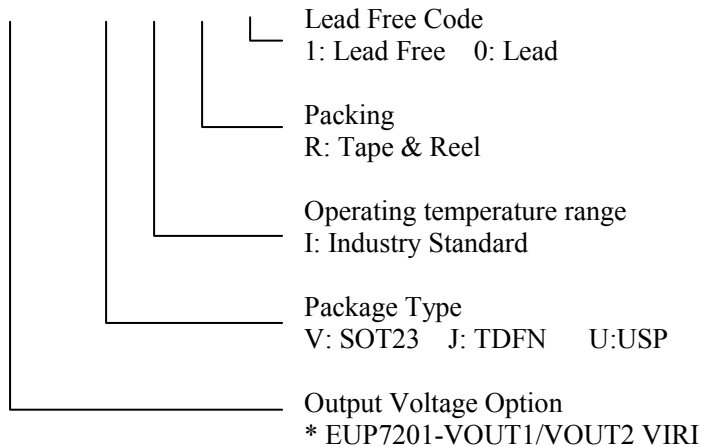 Lead Free Code
1: Lead Free 0: Lead
Packing
R: Tape & Reel
Operating temperature range
I: Industry Standard
Package Type
V: SOT23 J: TDFN U:USP
Output Voltage Option
* EUP7201-VOUT1/VOUT2 VIRI